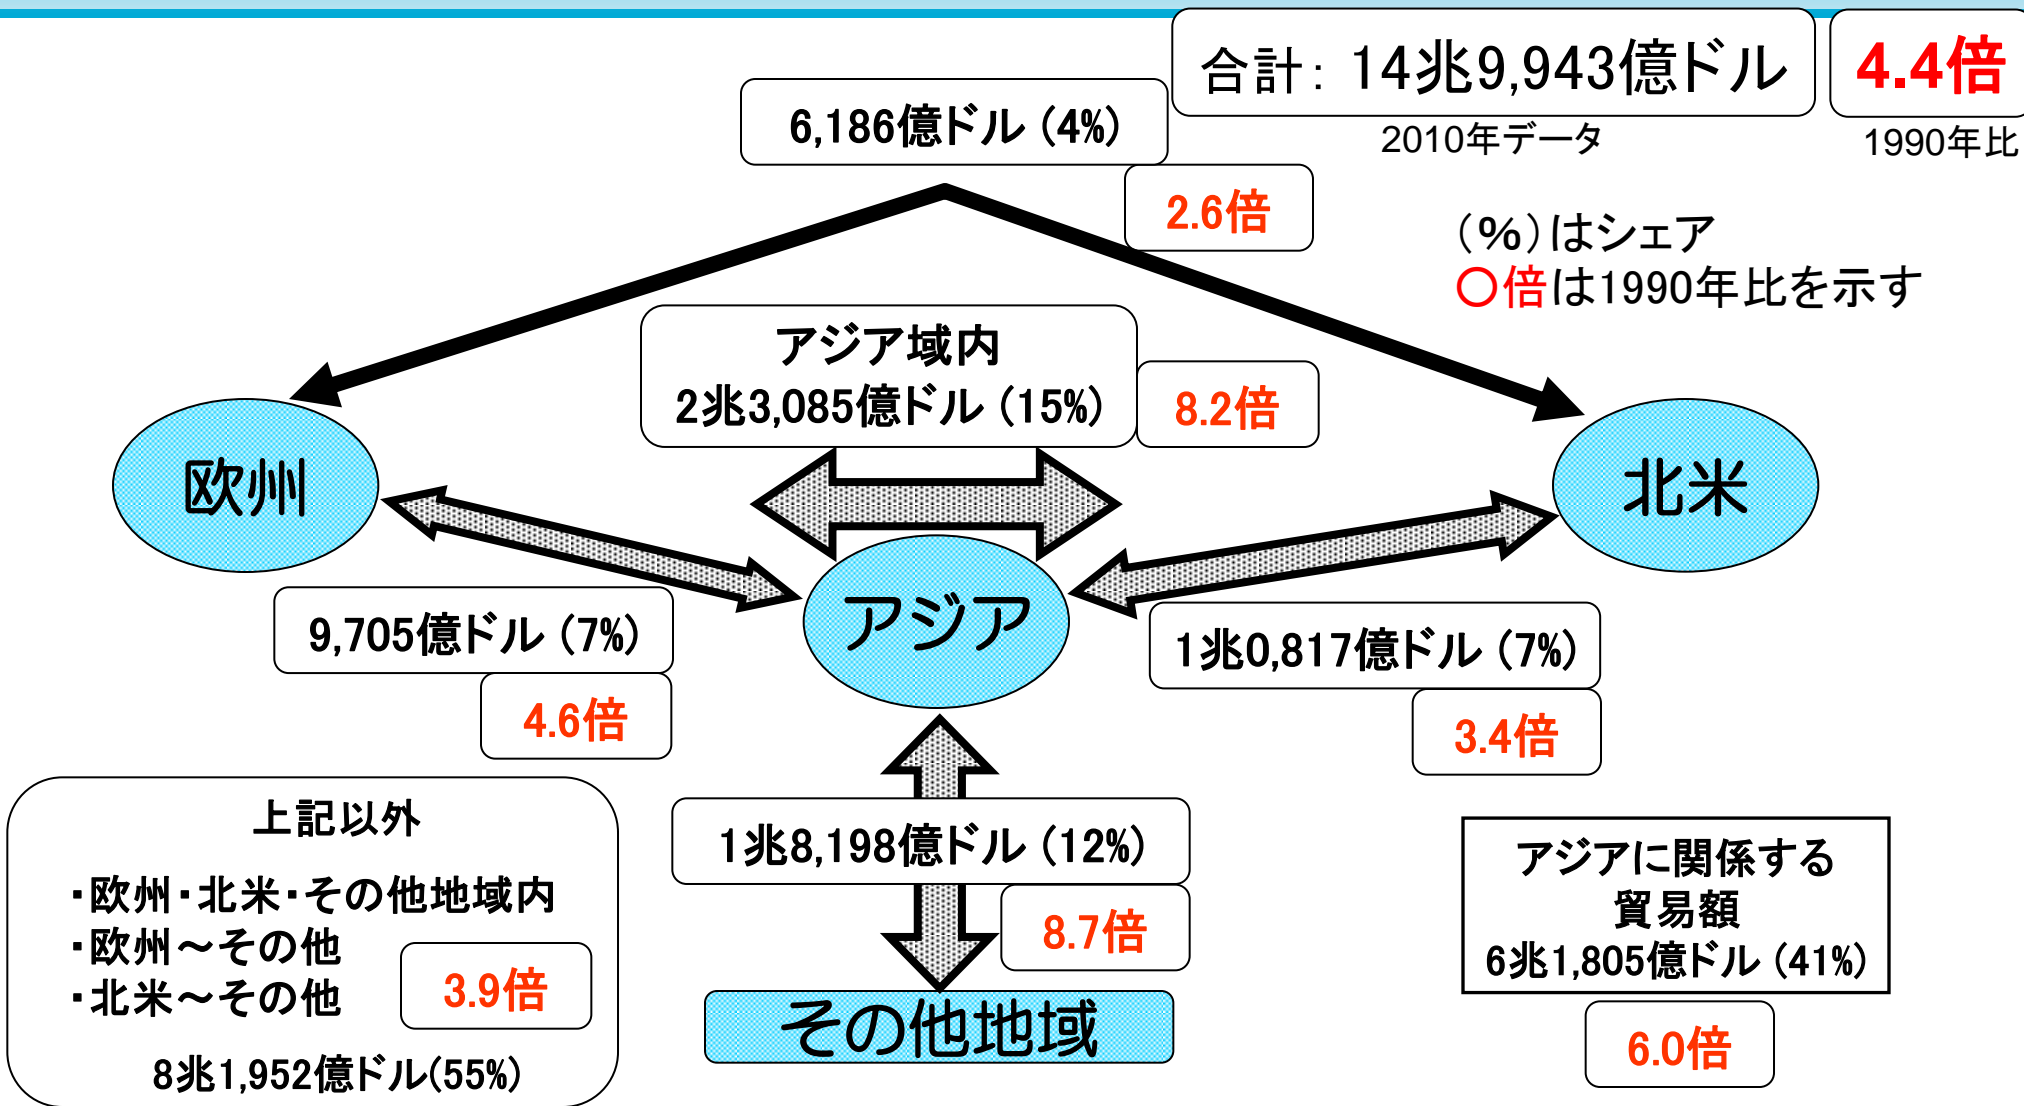 合計： 14兆9,943億ドル
4.4倍
2010年データ
1990年比
6,186億ドル (4%)
2.6倍
（%）はシェア
〇倍は1990年比を示す
アジア域内
2兆3,085億ドル (15%)
8.2倍
欧州
北米
アジア
9,705億ドル (7%)
4.6倍
1兆0,817億ドル (7%)
3.4倍
1兆8,198億ドル (12%)
8.7倍
その他地域
上記以外
・欧州・北米・その他地域内
・欧州～その他
・北米～その他
3.9倍
8兆1,952億ドル(55%)
アジアに関係する
貿易額
6兆1,805億ドル (41%)
6.0倍